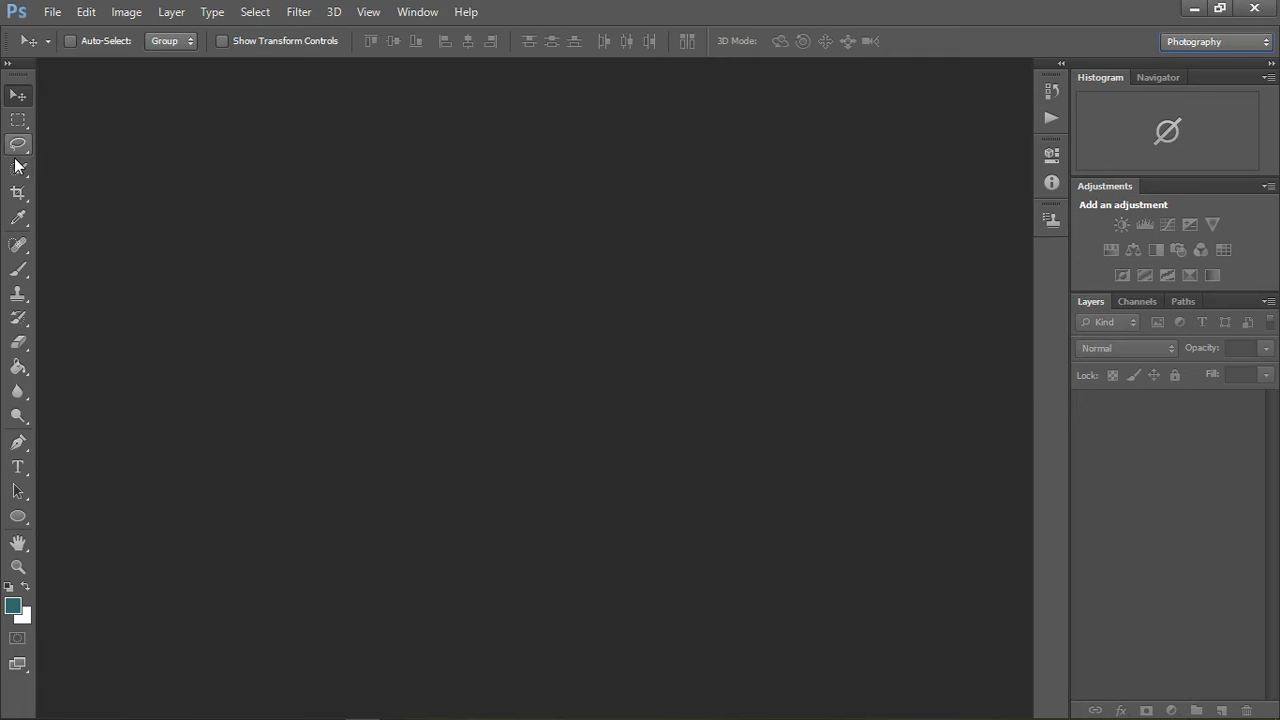 Ps File Edit Image Layer Type Select Filter 3D View Window Help
Auto-Select: Group Show Transform Controls 3D Mode: Photography
Histogram Navigator
Adjustments
Add an adjustment
Layers Channels Paths
Kind T
Normal Opacity:
Lock: Fill:
T
fx